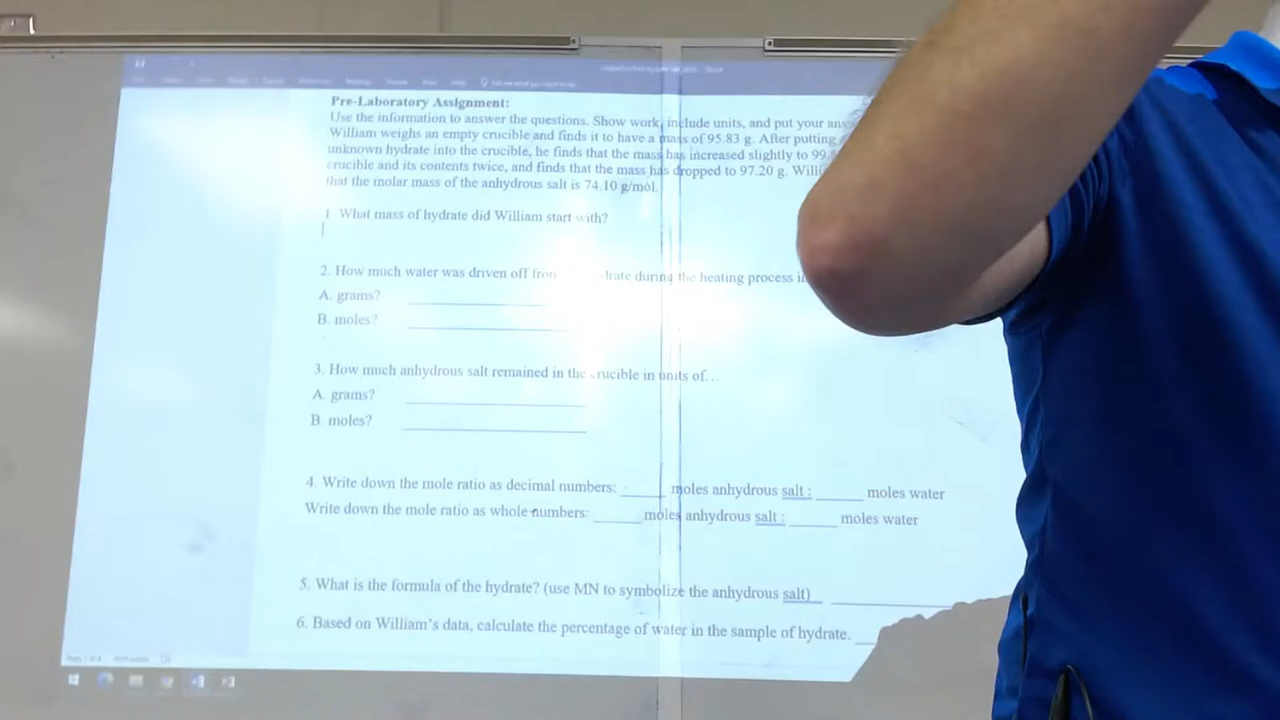 Pre-Laboratory Assignment:
Use the information to answer the questions. Show work, include units, and put your
William weighs an empty crucible and finds it to have a mass of 95.83 g. After putting
unknown hydrate into the crucible, he finds that the mass has increased slightly to 99.
crucible and its contents twice, and finds that the mass has dropped to 97.20 g.
that the molar mass of the anhydrous salt is 74.10 g/mol.
1 What mass of hydrate did William start with?
2. How much water was driven off during the heating process
A. grams?
B. moles?
3. How much anhydrous salt remained in the crucible in units of...
A. grams?
B. moles?
4. Write down the mole ratio as decimal numbers: ______ moles anhydrous salt : ______ moles water
Write down the mole ratio as whole numbers: ______ moles anhydrous salt : ______ moles water
5. What is the formula of the hydrate? (use MN to symbolize the anhydrous salt) ______
6. Based on William's data, calculate the percentage of water in the sample of hydrate. __